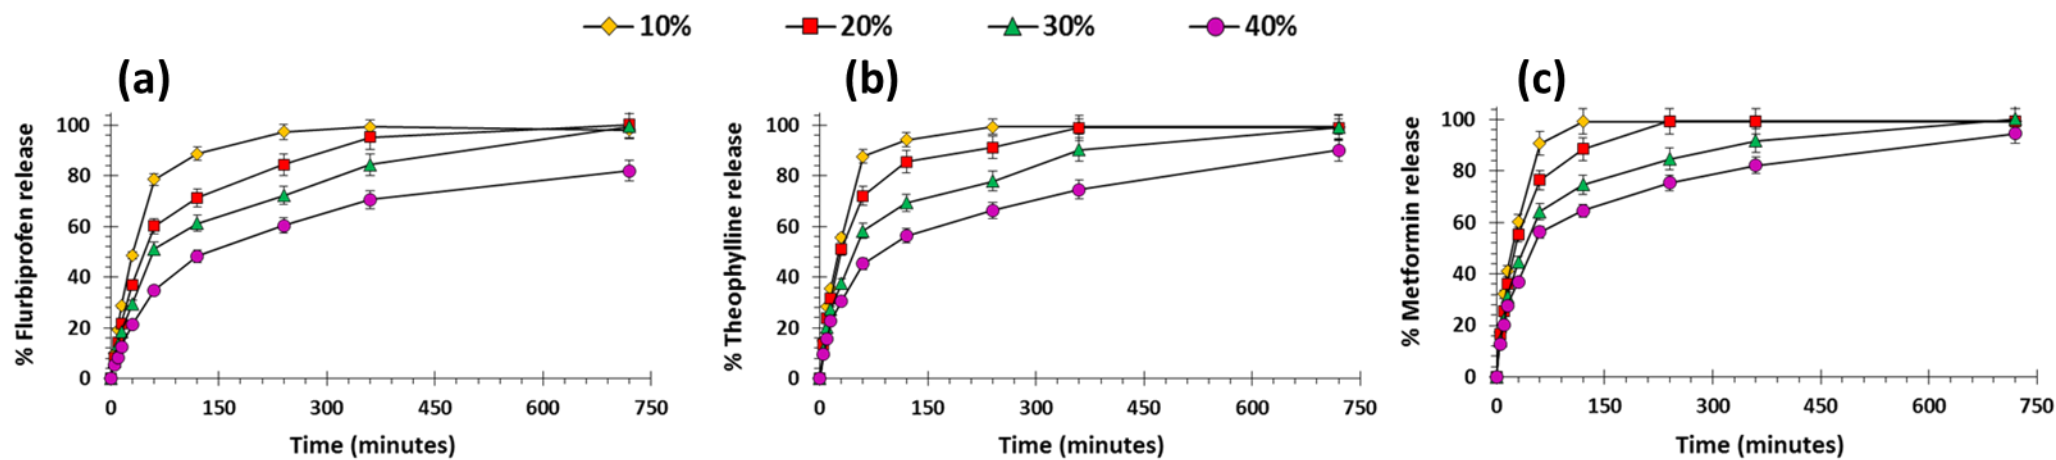 10% 20% 30% 40%
(a) (b) (c)
% Flurbiprofen release
100
80
60
40
20
0
0 150 300 450 600 750
Time (minutes)
% Theophylline release
100
80
60
40
20
0
0 150 300 450 600 750
Time (minutes)
% Metformin release
100
80
60
40
20
0
0 150 300 450 600 750
Time (minutes)